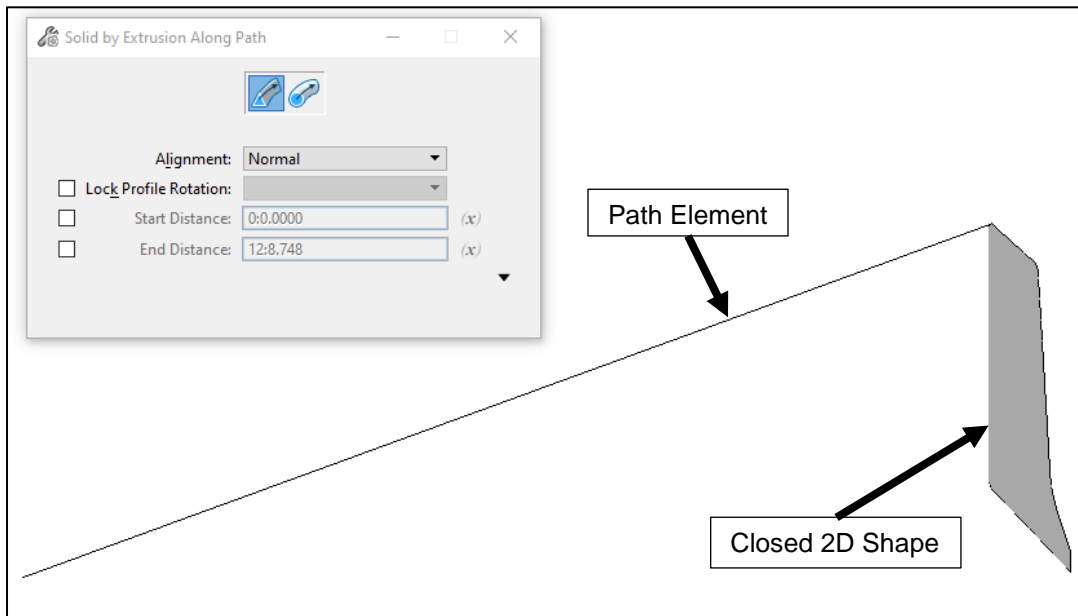 Solid by Extrusion Along Path
Alignment: Normal
Lock Profile Rotation:
Start Distance: 0:0.0000 (x)
End Distance: 12:8.748 (x)
Path Element
Closed 2D Shape